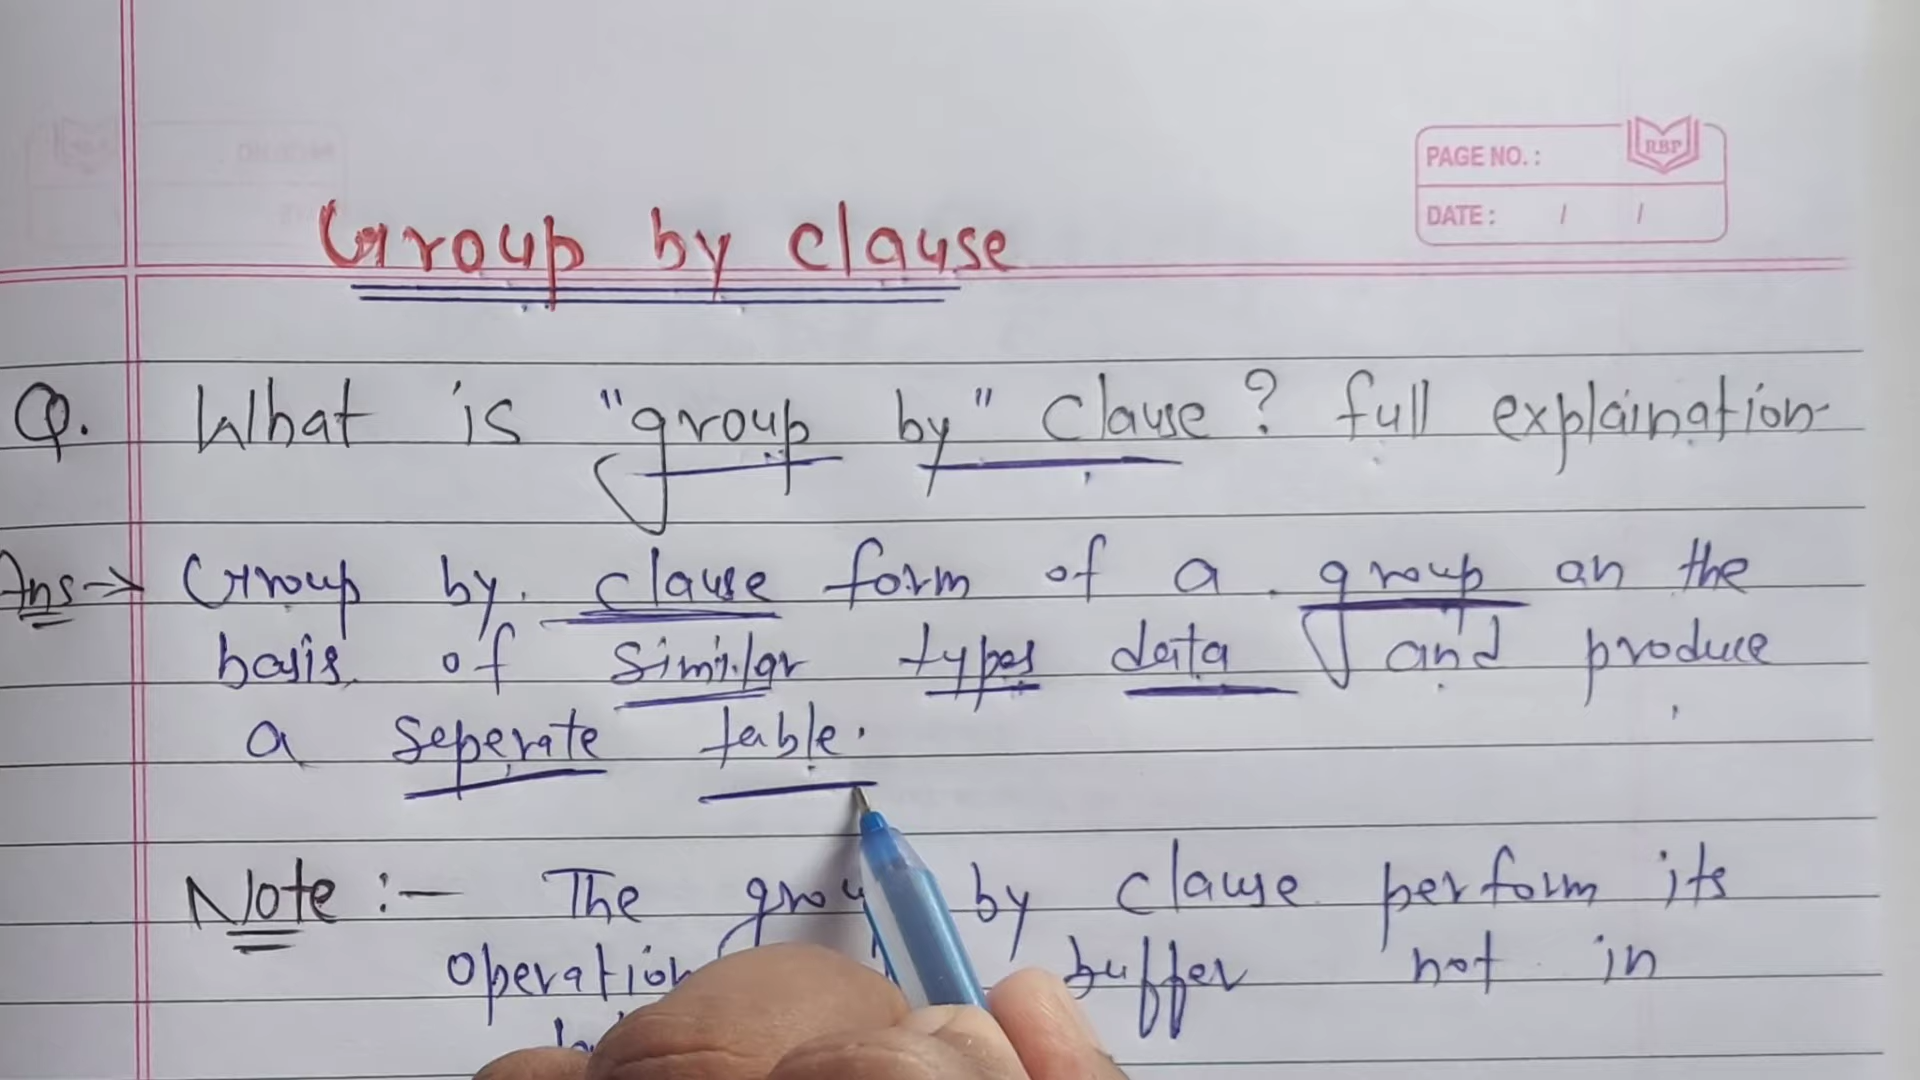 PAGE NO. :
RBP
DATE : / /
Group by clause
Q. What is "group by" clause? full explaination
Ans→ Group by clause form of a group on the
basis of similar types data and produce
a seperate table.
Note :- The by clause perform its
operation buffer not in